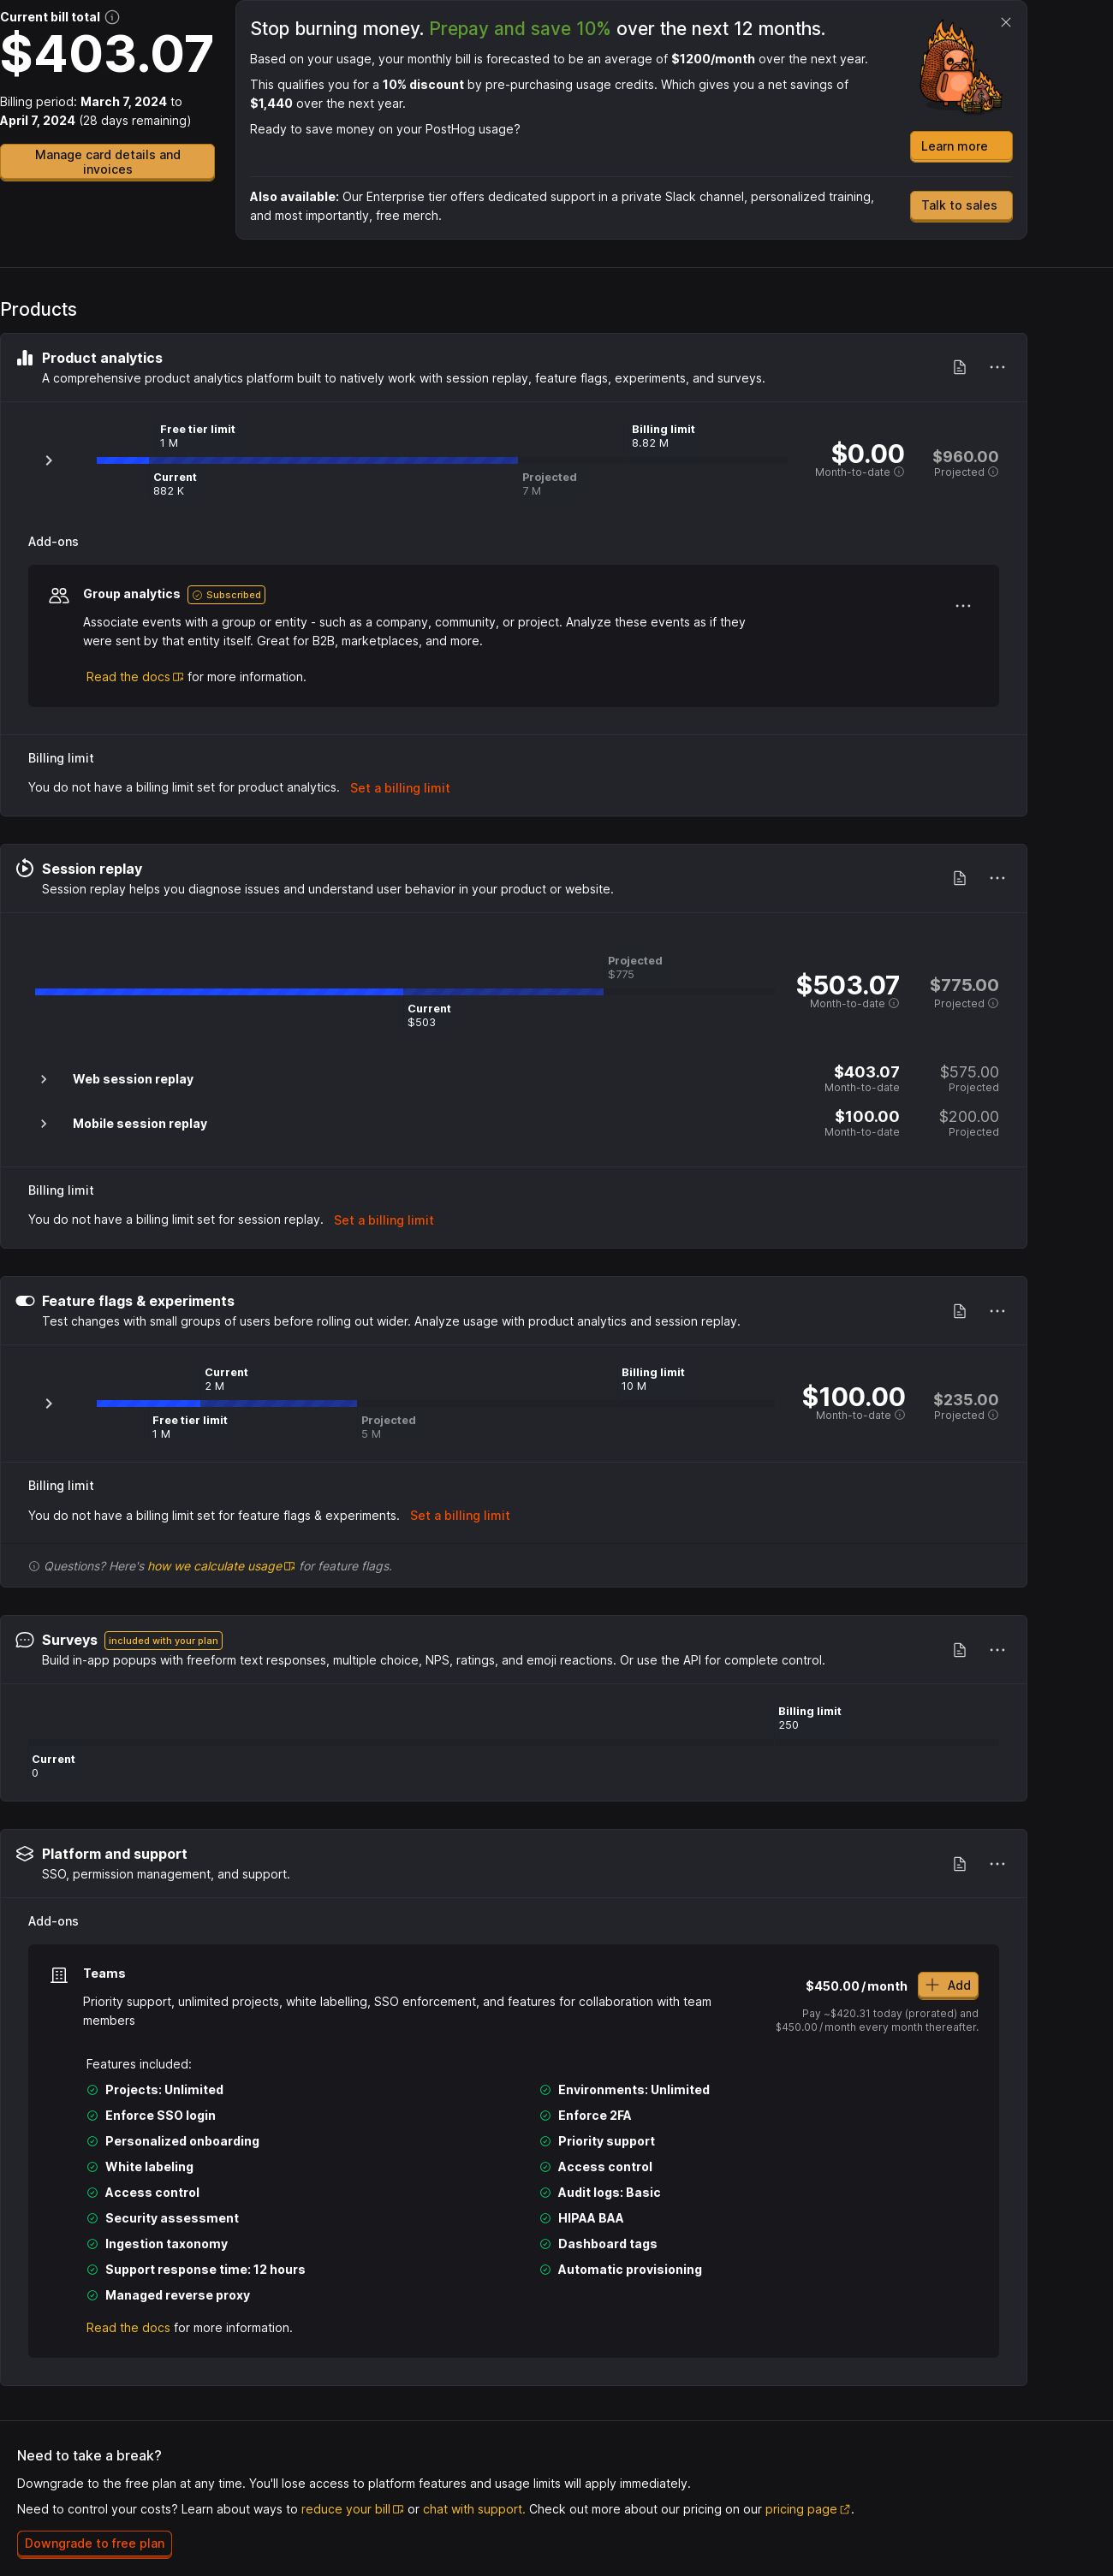 Current bill total
$403.07
Billing period: March 7, 2024 to
April 7, 2024 (28 days remaining)
Manage card details and
invoices
Stop burning money. Prepay and save 10% over the next 12 months.
Based on your usage, your monthly bill is forecasted to be an average of $1200/month over the next year.
This qualifies you for a 10% discount by pre-purchasing usage credits. Which gives you a net savings of
$1,440 over the next year.
Ready to save money on your PostHog usage?
Learn more
Also available: Our Enterprise tier offers dedicated support in a private Slack channel, personalized training,
and most importantly, free merch.
Talk to sales
Products
Product analytics
A comprehensive product analytics platform built to natively work with session replay, feature flags, experiments, and surveys.
Free tier limit
1 M
Billing limit
8.82 M
Current
882 K
Projected
7 M
$0.00
Month-to-date
$960.00
Projected
Add-ons
Group analytics Subscribed
Associate events with a group or entity - such as a company, community, or project. Analyze these events as if they
were sent by that entity itself. Great for B2B, marketplaces, and more.
Read the docs for more information.
Billing limit
You do not have a billing limit set for product analytics. Set a billing limit
Session replay
Session replay helps you diagnose issues and understand user behavior in your product or website.
Projected
$775
Current
$503
$503.07
Month-to-date
$775.00
Projected
Web session replay
$403.07
Month-to-date
$575.00
Projected
Mobile session replay
$100.00
Month-to-date
$200.00
Projected
Billing limit
You do not have a billing limit set for session replay. Set a billing limit
Feature flags & experiments
Test changes with small groups of users before rolling out wider. Analyze usage with product analytics and session replay.
Current
2 M
Billing limit
10 M
Free tier limit
1 M
Projected
5 M
$100.00
Month-to-date
$235.00
Projected
Billing limit
You do not have a billing limit set for feature flags & experiments. Set a billing limit
Questions? Here's how we calculate usage for feature flags.
Surveys included with your plan
Build in-app popups with freeform text responses, multiple choice, NPS, ratings, and emoji reactions. Or use the API for complete control.
Billing limit
250
Current
0
Platform and support
SSO, permission management, and support.
Add-ons
Teams
Priority support, unlimited projects, white labelling, SSO enforcement, and features for collaboration with team
members
$450.00/month Add
Pay ~$420.31 today (prorated) and
$450.00/month every month thereafter.
Features included:
Projects: Unlimited
Environments: Unlimited
Enforce SSO login
Enforce 2FA
Personalized onboarding
Priority support
White labeling
Access control
Access control
Audit logs: Basic
Security assessment
HIPAA BAA
Ingestion taxonomy
Dashboard tags
Support response time: 12 hours
Automatic provisioning
Managed reverse proxy
Read the docs for more information.
Need to take a break?
Downgrade to the free plan at any time. You'll lose access to platform features and usage limits will apply immediately.
Need to control your costs? Learn about ways to reduce your bill or chat with support. Check out more about our pricing on our pricing page.
Downgrade to free plan